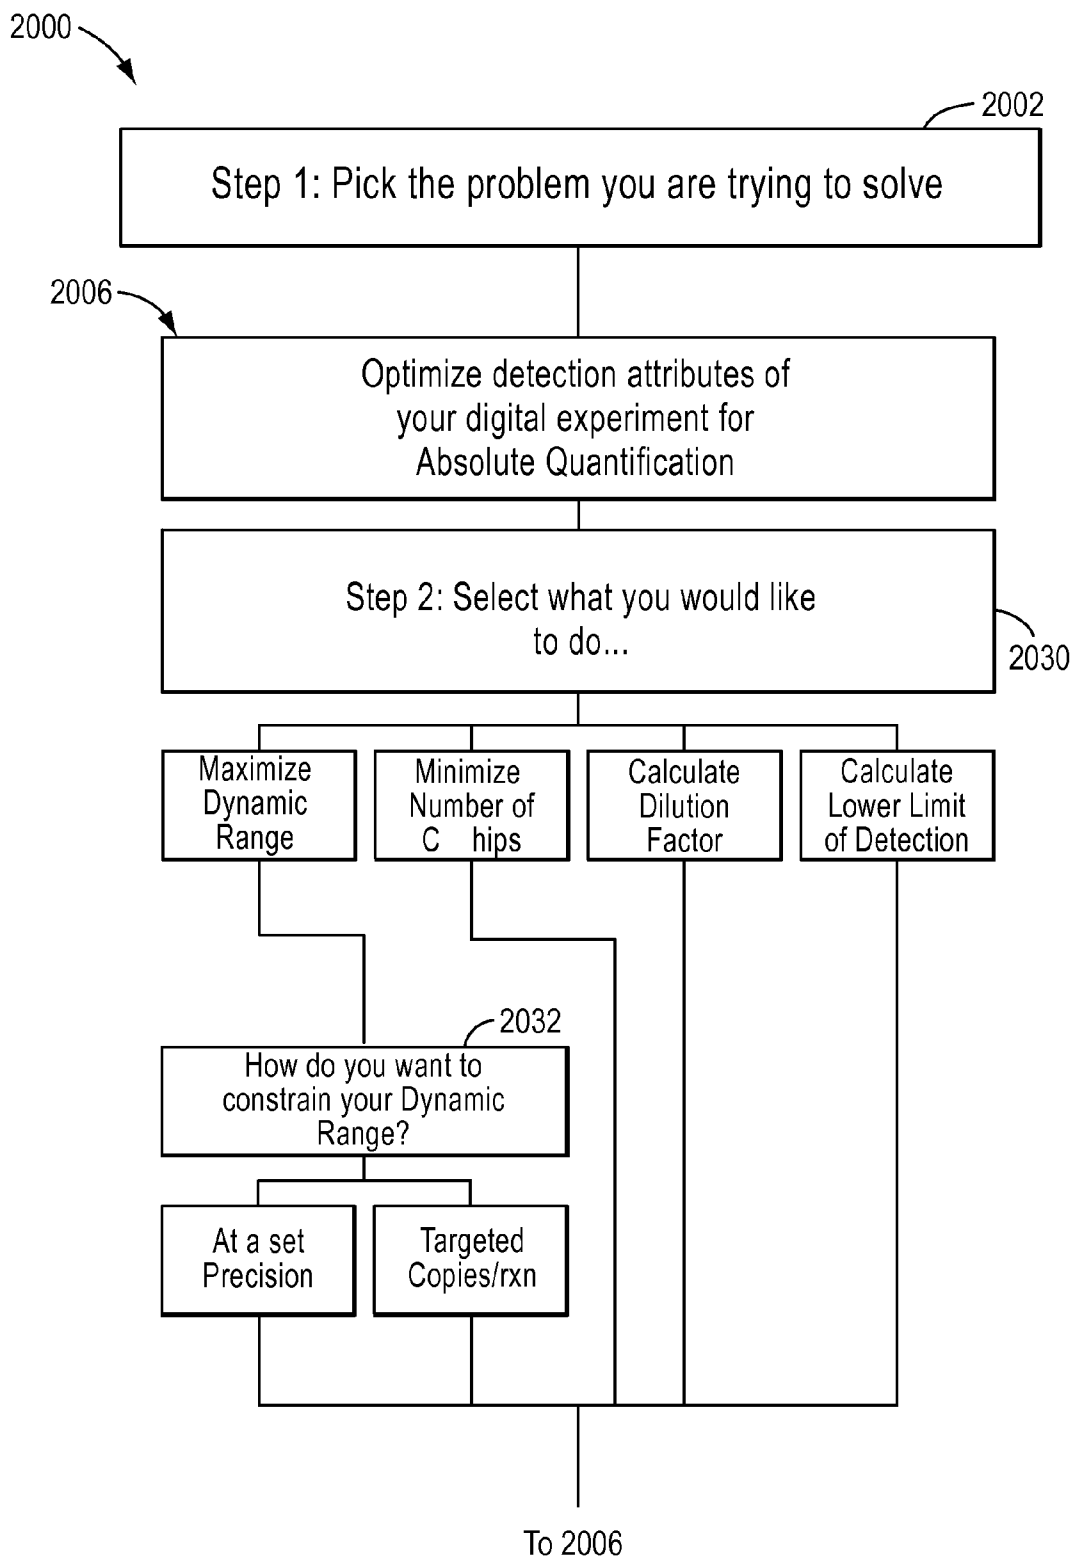 2000
2002
Step 1: Pick the problem you are trying to solve
2006
Optimize detection attributes of
your digital experiment for
Absolute Quantification
Step 2: Select what you would like
to do...
2030
Maximize
Dynamic
Range
Minimize
Number of
C hips
Calculate
Dilution
Factor
Calculate
Lower Limit
of Detection
2032
How do you want to
constrain your Dynamic
Range?
At a set
Precision
Targeted
Copies/rxn
To 2006